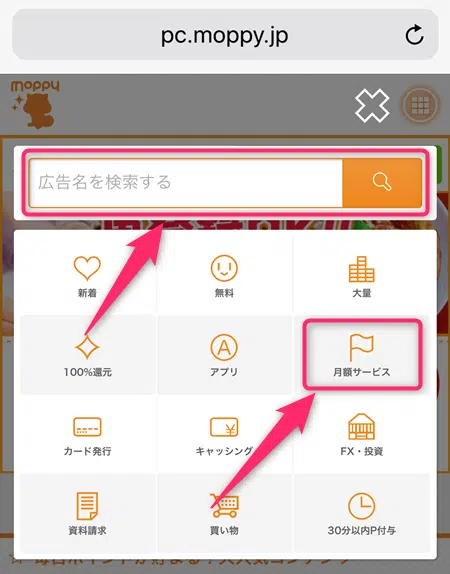 pc.moppy.jp
moppy
広告名を検索する
新着
無料
大量
100%還元
アプリ
月額サービス
カード発行
キャッシング
FX・投資
資料請求
買い物
30分以内P付与